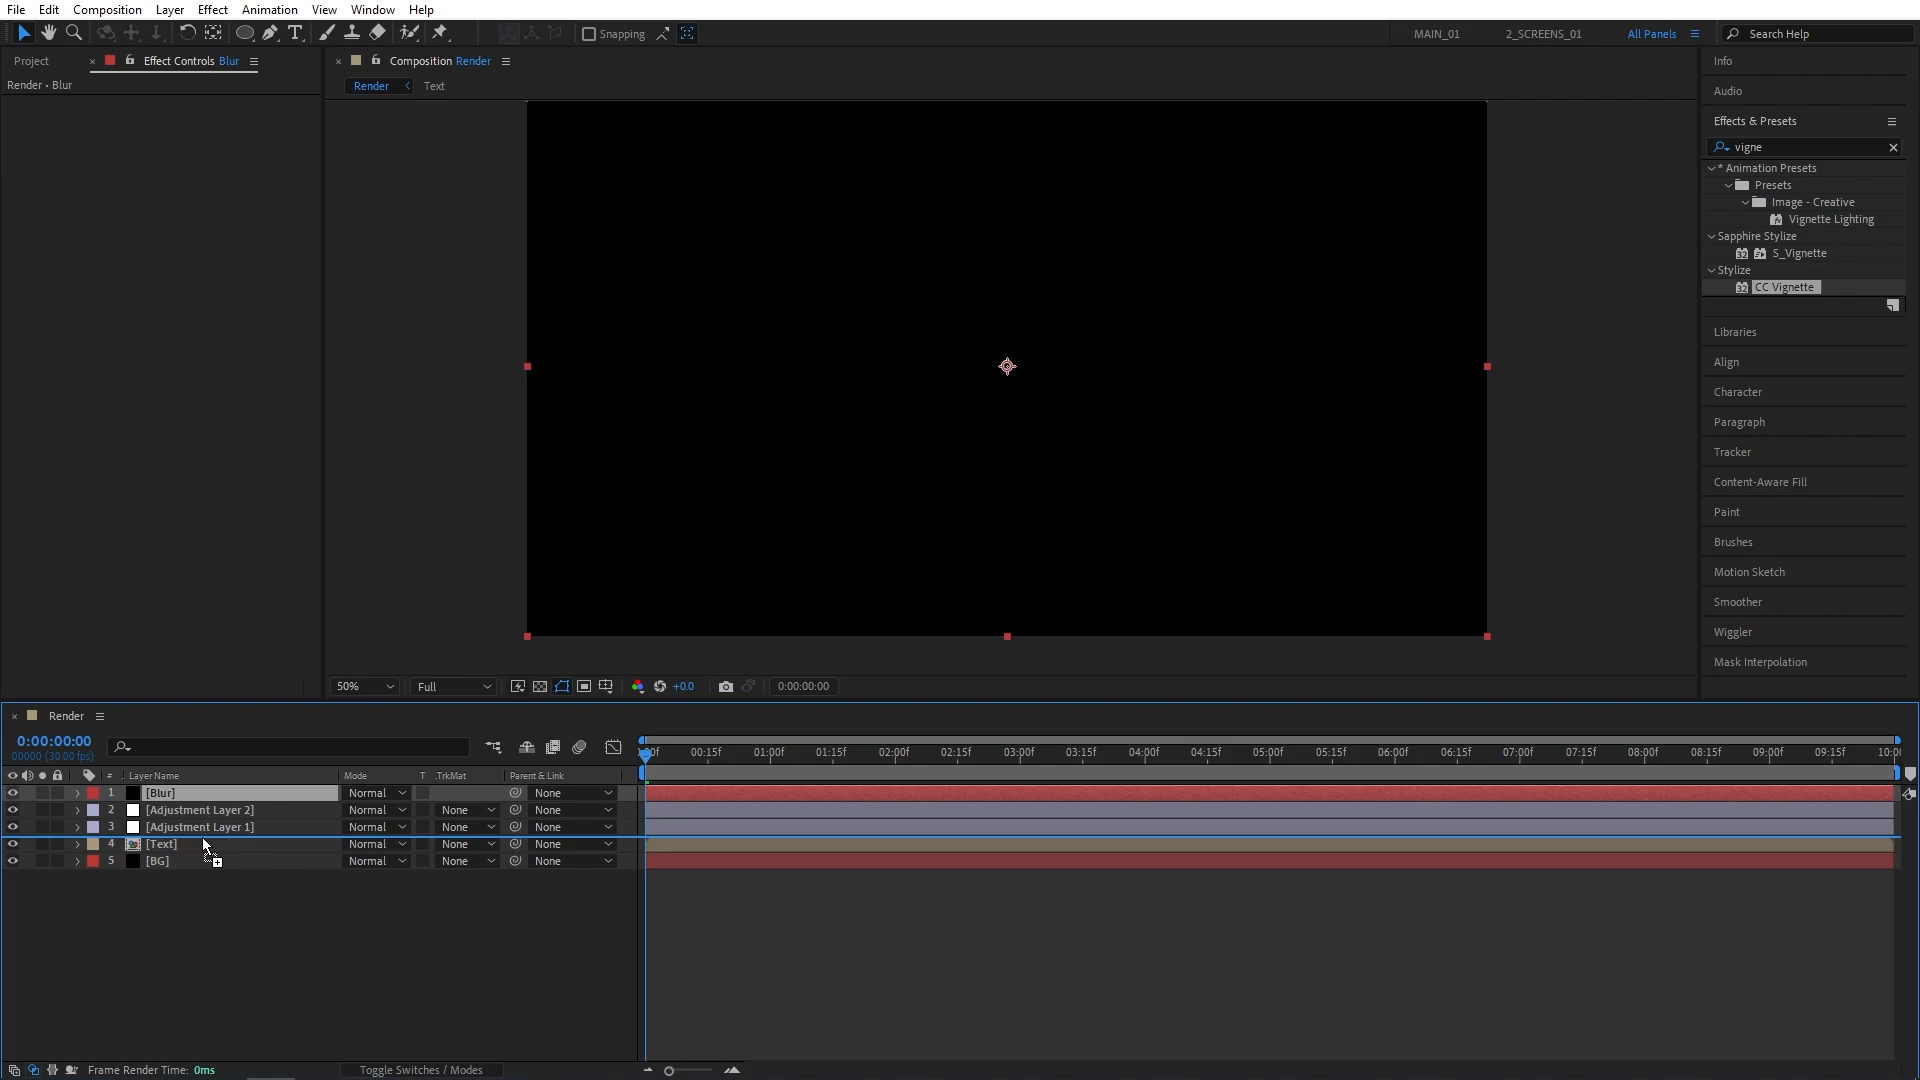 File Edit Composition Layer Effect Animation View Window Help
Snapping MAIN_01 2_SCREENS_01 All Panels Search Help
Project Effect Controls Blur
Render • Blur
Composition Render
Render Text
Info
Audio
Effects & Presets
vigne
* Animation Presets
Presets
Image - Creative
Vignette Lighting
Sapphire Stylize
32 S_Vignette
Stylize
32 CC Vignette
Libraries
Align
Character
Paragraph
Tracker
Content-Aware Fill
Paint
Brushes
Motion Sketch
Smoother
Wiggler
Mask Interpolation
50% Full +0.0 0:00:00:00
Render
0:00:00:00
00000 (30.00 fps)
00:15f 01:00f 01:15f 02:00f 02:15f 03:00f 03:15f 04:00f 04:15f 05:00f 05:15f 06:00f 06:15f 07:00f 07:15f 08:00f 08:15f 09:00f 09:15f
# Layer Name Mode T .TrkMat Parent & Link
1 [Blur] Normal None
2 [Adjustment Layer 2] Normal None None
3 [Adjustment Layer 1] Normal None None
4 [Text] Normal None None
5 [BG] Normal None None
Frame Render Time: 0ms Toggle Switches / Modes